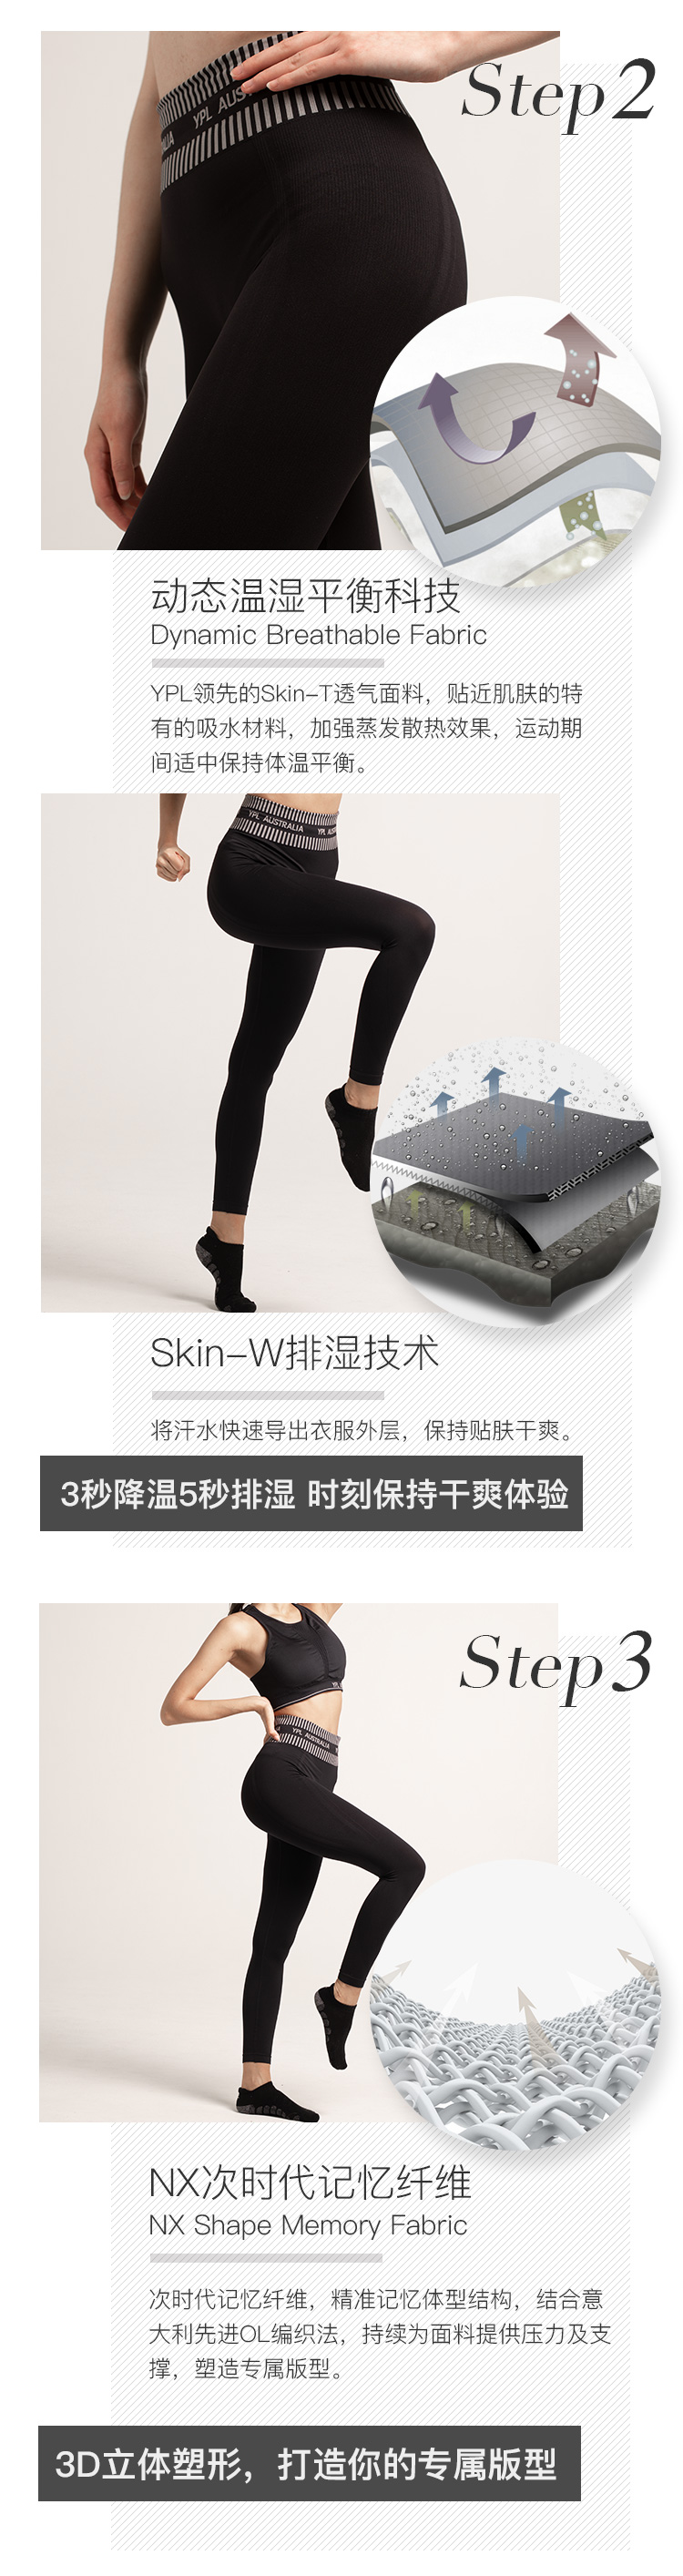 Step2
YPL AUS
动态温湿平衡科技
Dynamic Breathable Fabric
YPL领先的Skin-T透气面料，贴近肌肤的特
有的吸水材料，加强蒸发散热效果，运动期
间适中保持体温平衡。
YPL AUSTRALIA
YPL AUS
Skin-W排湿技术
将汗水快速导出衣服外层，保持贴肤干爽。
3秒降温5秒排湿 时刻保持干爽体验
Step3
YPL
YPL AUSTRALIA
NX次时代记忆纤维
NX Shape Memory Fabric
次时代记忆纤维，精准记忆体型结构，结合意
大利先进OL编织法，持续为面料提供压力及支
撑，塑造专属版型。
3D立体塑形，打造你的专属版型